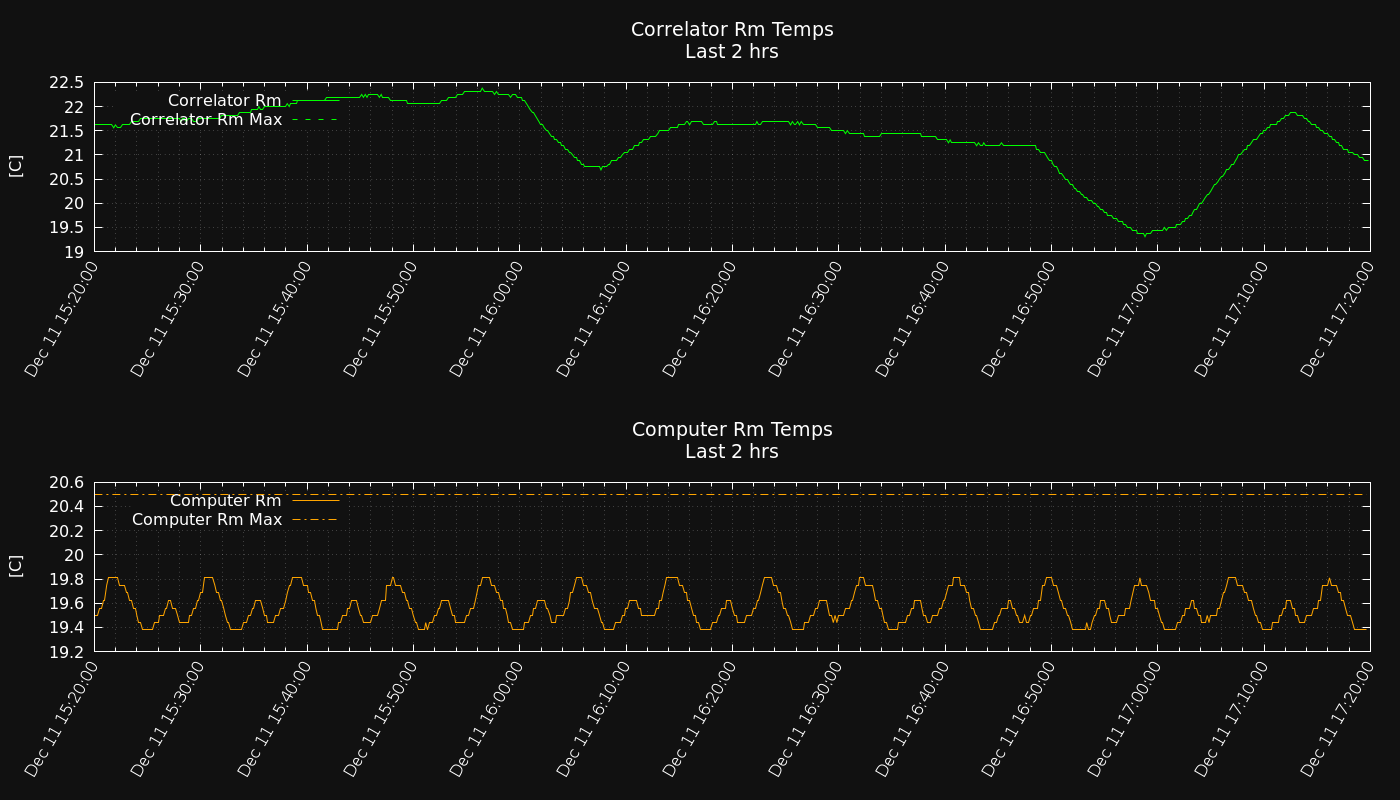 Correlator Rm Temps
Last 2 hrs
22.5
22
21.5
21
20.5
20
19.5
19
[C]
Correlator Rm
Correlator Rm Max
Dec 11 15:20:00
Dec 11 15:30:00
Dec 11 15:40:00
Dec 11 15:50:00
Dec 11 16:00:00
Dec 11 16:10:00
Dec 11 16:20:00
Dec 11 16:30:00
Dec 11 16:40:00
Dec 11 16:50:00
Dec 11 17:00:00
Dec 11 17:10:00
Dec 11 17:20:00
Computer Rm Temps
Last 2 hrs
20.6
20.4
20.2
20
19.8
19.6
19.4
19.2
[C]
Computer Rm
Computer Rm Max
Dec 11 15:20:00
Dec 11 15:30:00
Dec 11 15:40:00
Dec 11 15:50:00
Dec 11 16:00:00
Dec 11 16:10:00
Dec 11 16:20:00
Dec 11 16:30:00
Dec 11 16:40:00
Dec 11 16:50:00
Dec 11 17:00:00
Dec 11 17:10:00
Dec 11 17:20:00